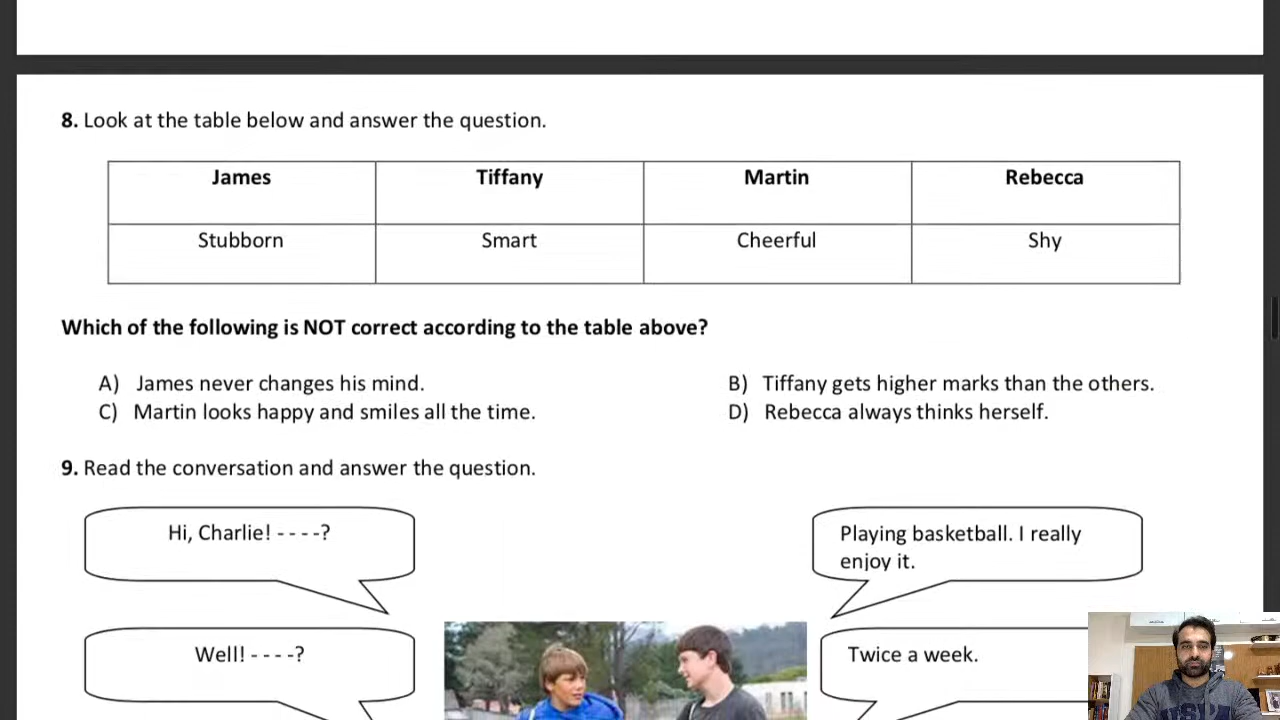 8. Look at the table below and answer the question.
James Tiffany Martin Rebecca
Stubborn Smart Cheerful Shy
Which of the following is NOT correct according to the table above?
A) James never changes his mind. B) Tiffany gets higher marks than the others.
C) Martin looks happy and smiles all the time. D) Rebecca always thinks herself.
9. Read the conversation and answer the question.
Hi, Charlie! - - - -?
Playing basketball. I really
enjoy it.
Well! - - - -?
Twice a week.